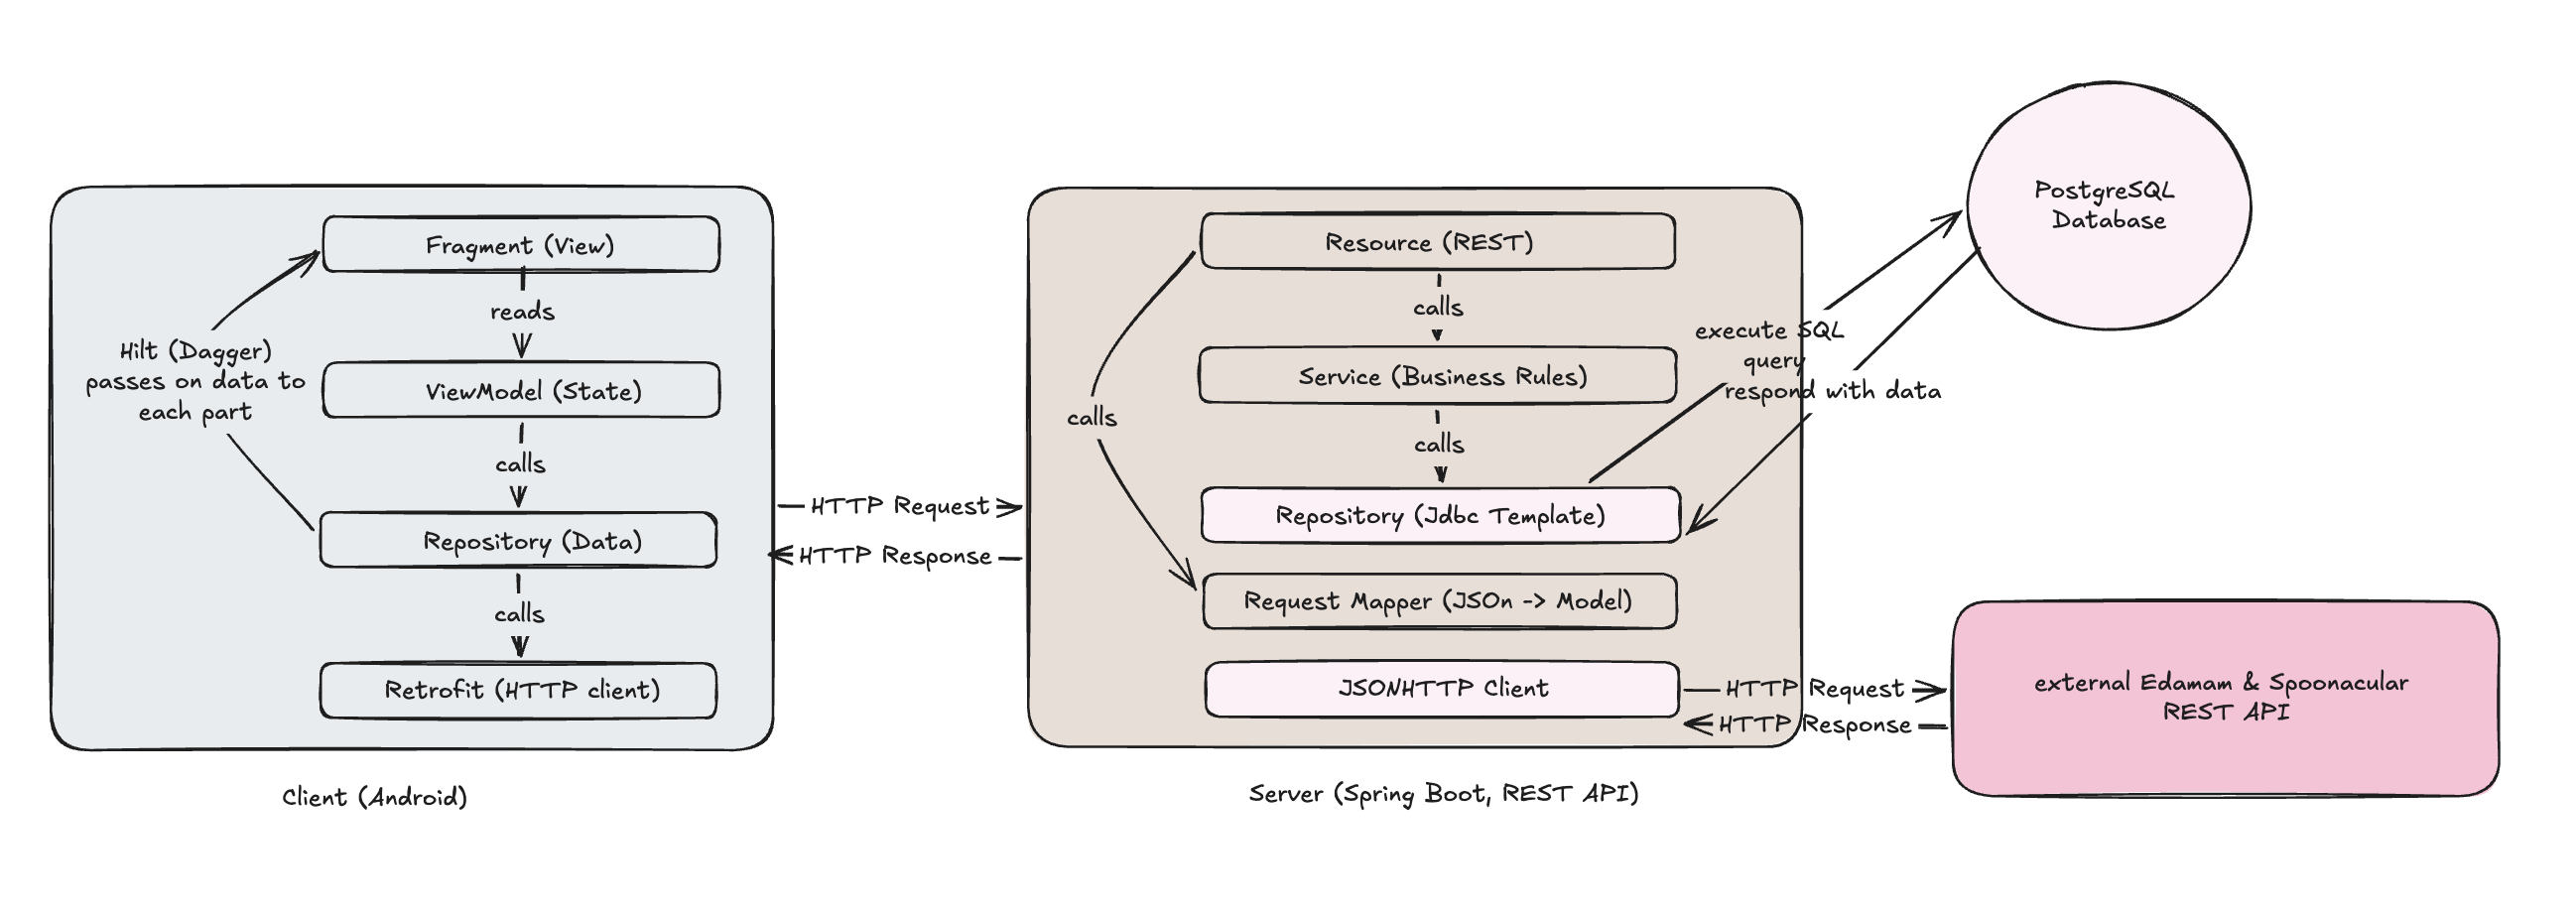 Fragment (View)
reads
Hilt (Dagger)
passes on data to
each part
ViewModel (State)
calls
Repository (Data)
calls
Retrofit (HTTP client)
Client (Android)
HTTP Request
HTTP Response
Resource (REST)
calls
Service (Business Rules)
calls
calls
Repository (Jdbc Template)
Request Mapper (JSOn -> Model)
JSONHTTP Client
Server (Spring Boot, REST API)
execute SQL
query
respond with data
PostgreSQL
Database
HTTP Request
HTTP Response
external Edamam & Spoonacular
REST API